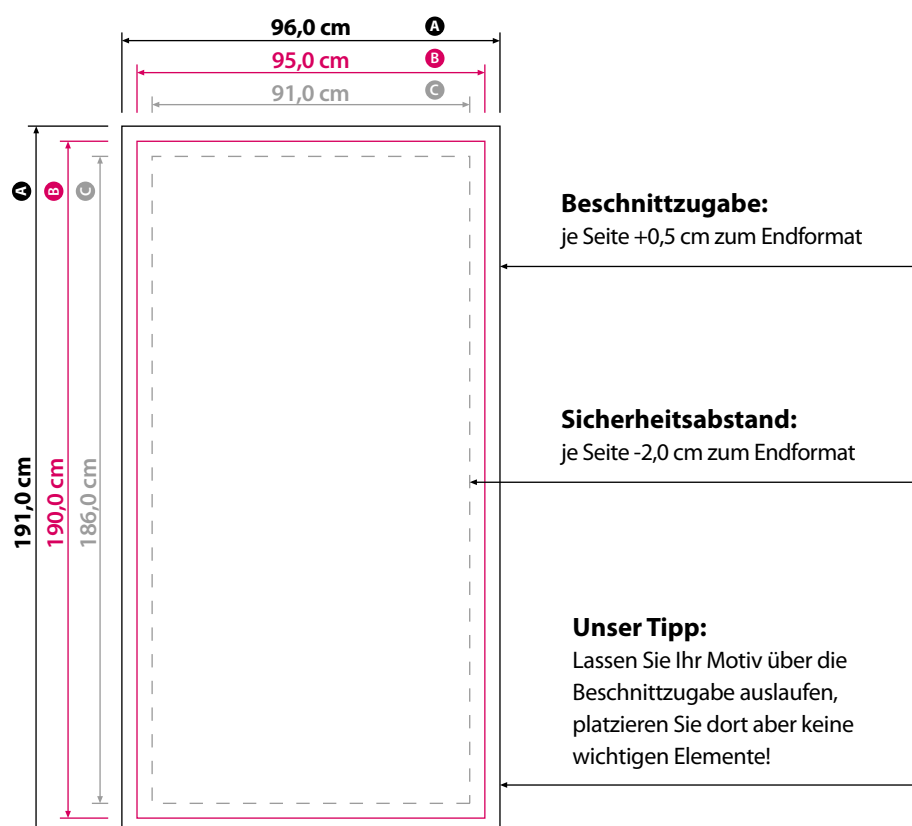 96,0 cm A
95,0 cm B
91,0 cm C
A
B
C
191,0 cm
190,0 cm
186,0 cm
Beschnittzugabe:
je Seite +0,5 cm zum Endformat
Sicherheitsabstand:
je Seite -2,0 cm zum Endformat
Unser Tipp:
Lassen Sie Ihr Motiv über die
Beschnittzugabe auslaufen,
platzieren Sie dort aber keine
wichtigen Elemente!